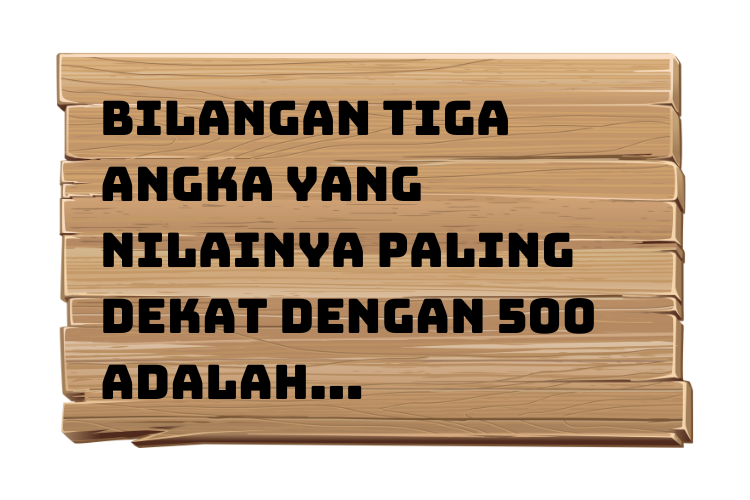 BILANGAN TIGA
ANGKA YANG
NILAINYA PALING
DEKAT DENGAN 500
ADALAH...